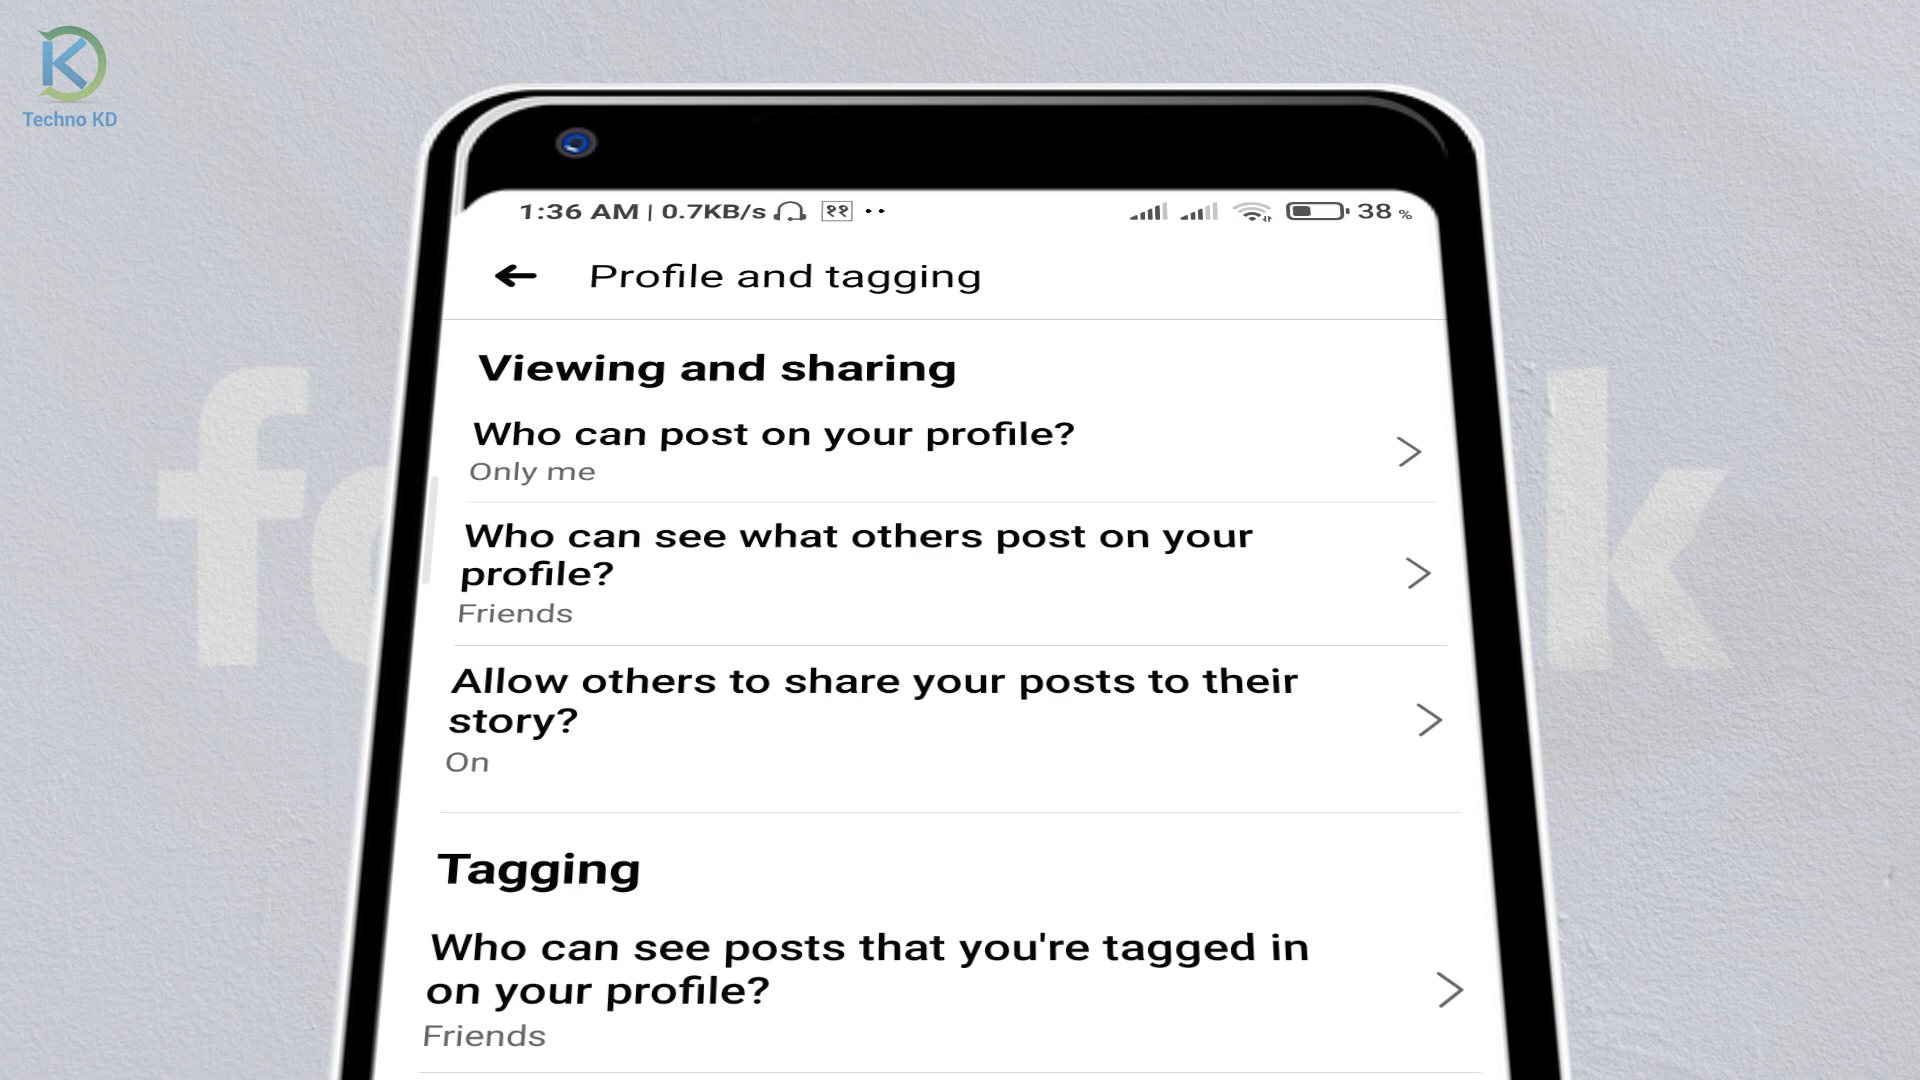 K
Techno KD
1:36 AM | 0.7KB/s ११ ··
38 %
Profile and tagging
Viewing and sharing
Who can post on your profile?
Only me
Who can see what others post on your
profile?
Friends
Allow others to share your posts to their
story?
On
Tagging
Who can see posts that you're tagged in
on your profile?
Friends
f
k